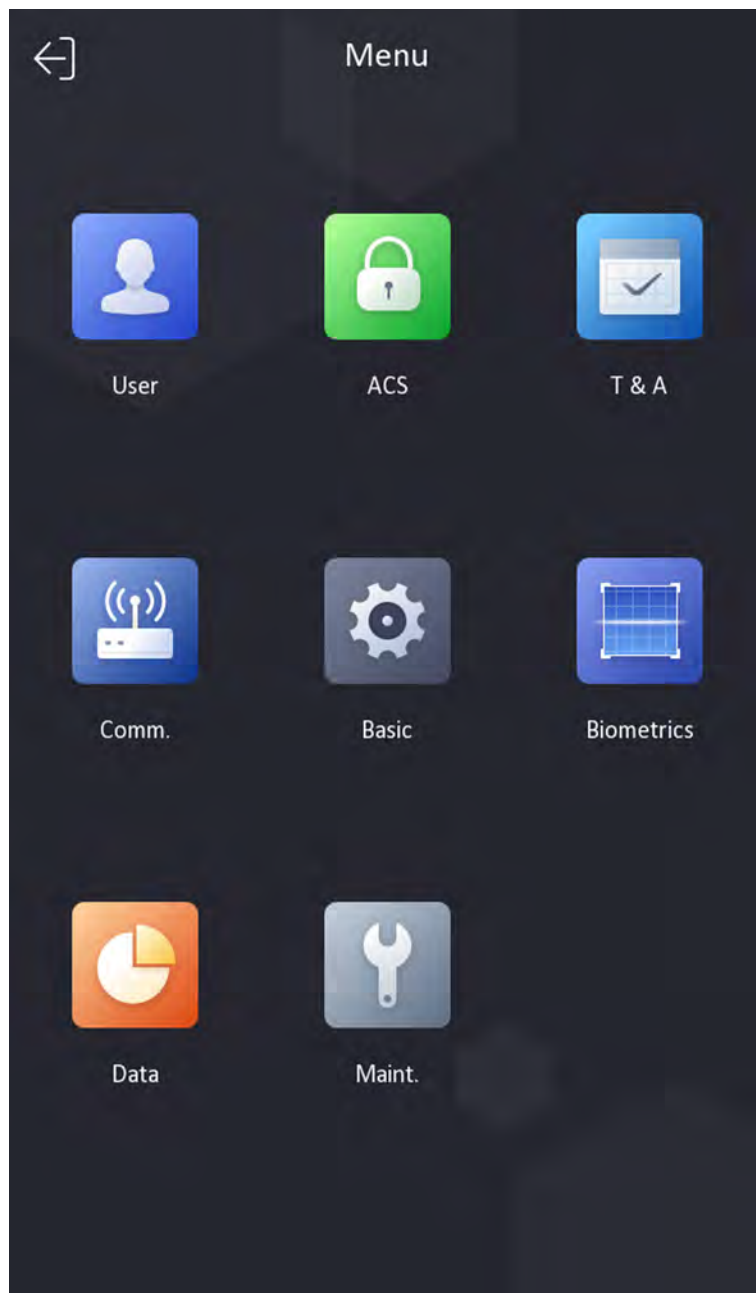 Menu
User
ACS
T & A
Comm.
Basic
Biometrics
Data
Maint.